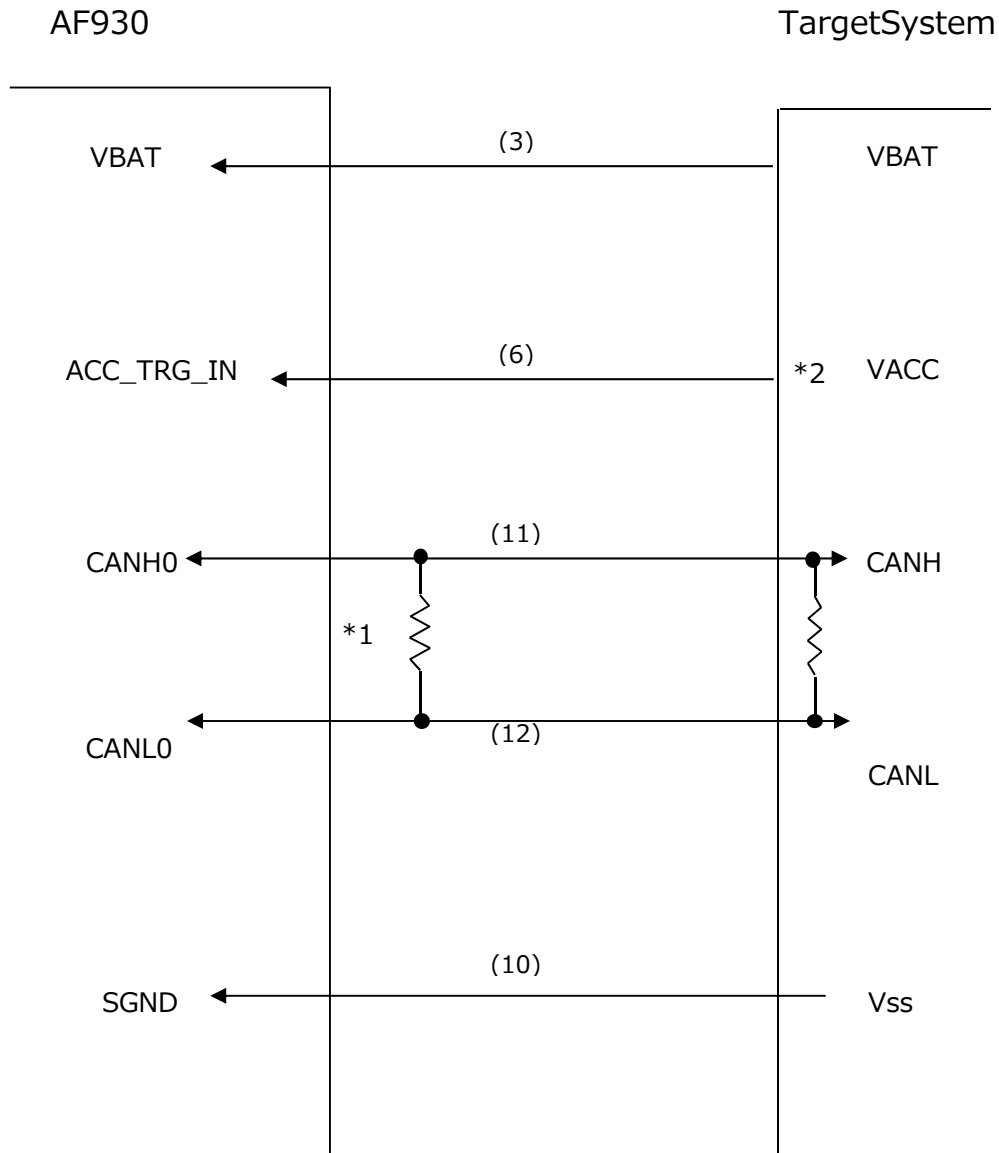 AF930 TargetSystem
VBAT (3) VBAT
ACC_TRG_IN (6) *2 VACC
CANH0 (11) CANH
*1
CANL0 (12) CANL
SGND (10) Vss